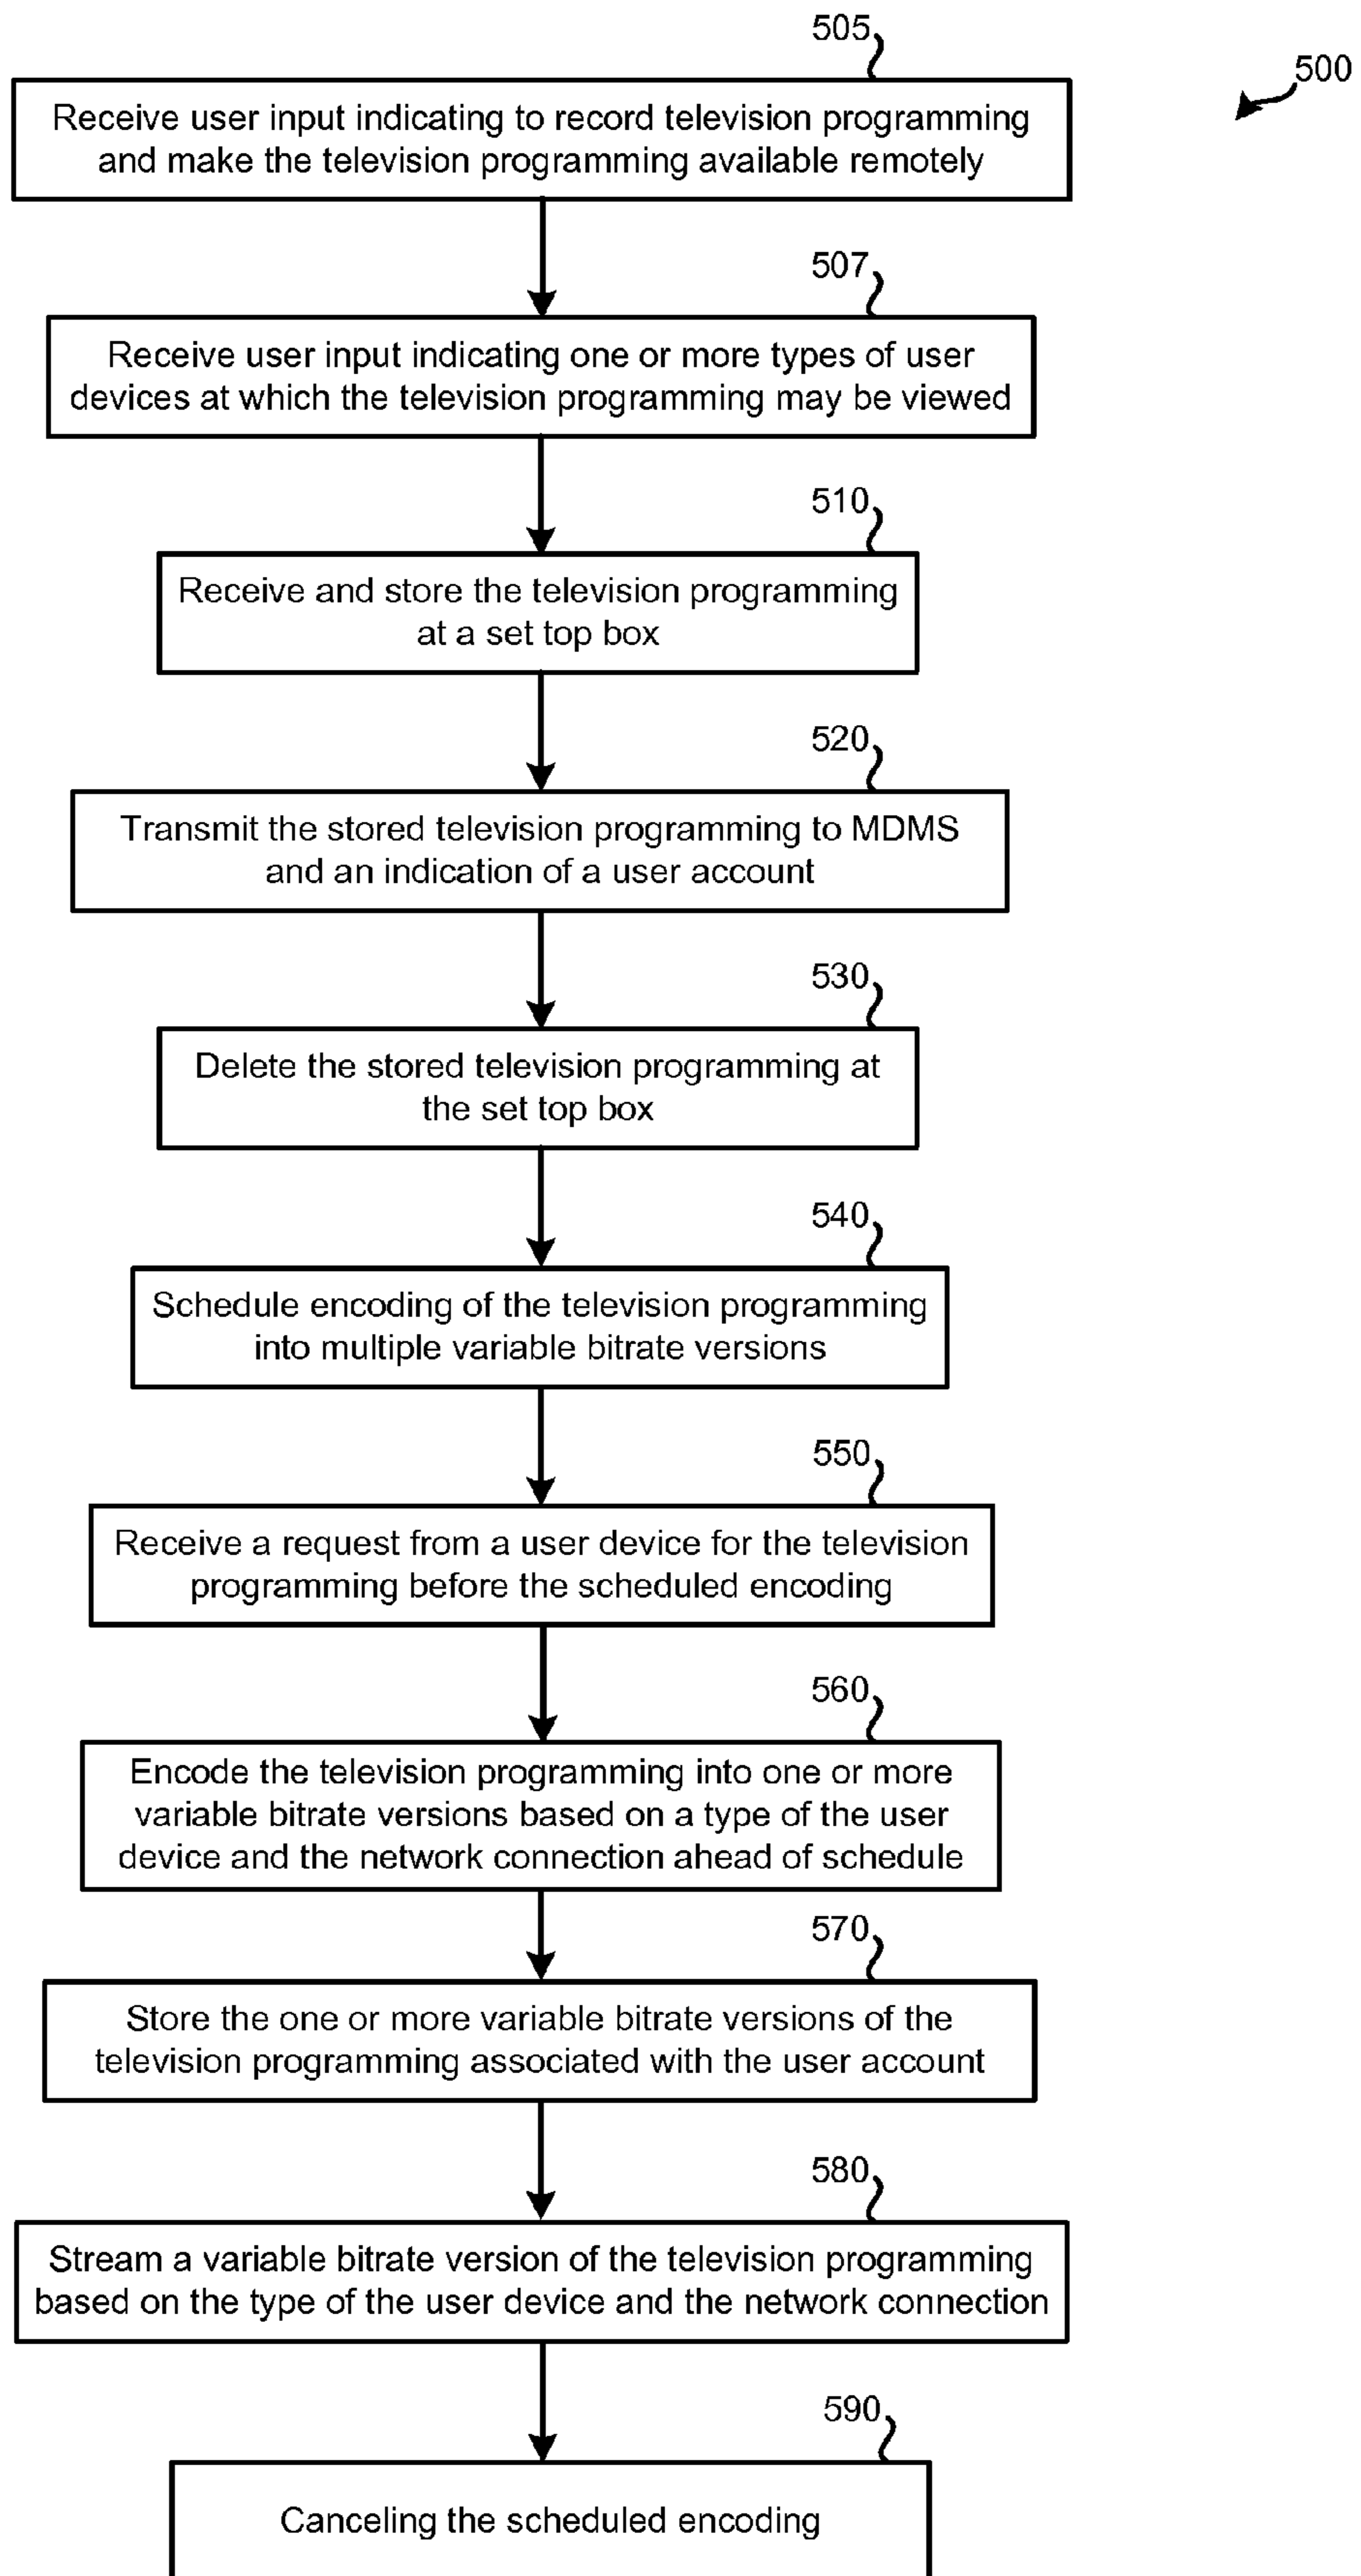 505
500
Receive user input indicating to record television programming
and make the television programming available remotely
507
Receive user input indicating one or more types of user
devices at which the television programming may be viewed
510
Receive and store the television programming
at a set top box
520
Transmit the stored television programming to MDMS
and an indication of a user account
530
Delete the stored television programming at
the set top box
540
Schedule encoding of the television programming
into multiple variable bitrate versions
550
Receive a request from a user device for the television
programming before the scheduled encoding
560
Encode the television programming into one or more
variable bitrate versions based on a type of the user
device and the network connection ahead of schedule
570
Store the one or more variable bitrate versions of the
television programming associated with the user account
580
Stream a variable bitrate version of the television programming
based on the type of the user device and the network connection
590
Canceling the scheduled encoding